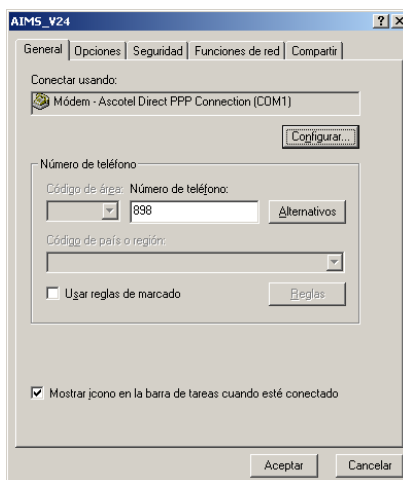 AIMS_V24
General Opciones Seguridad Funciones de red Compartir
Conectar usando:
Módem - Ascotel Direct PPP Connection (COM1)
Configurar...
Número de teléfono
Código de área: Número de teléfono:
898 Alternativos
Código de país o región:
Usar reglas de marcado Reglas
Mostrar icono en la barra de tareas cuando esté conectado
Aceptar Cancelar